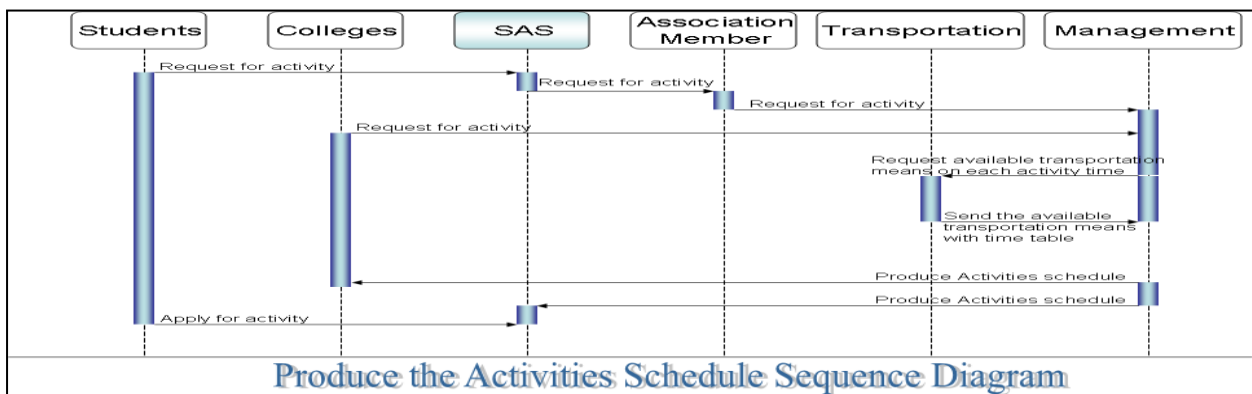 Students
Colleges
SAS
Association
Member
Transportation
Management
Request for activity
Request for activity
Request for activity
Request for activity
Request available transportation
means on each activity time
Send the available
transportation means
with time table
Produce Activities schedule
Produce Activities schedule
Apply for activity
Produce the Activities Schedule Sequence Diagram